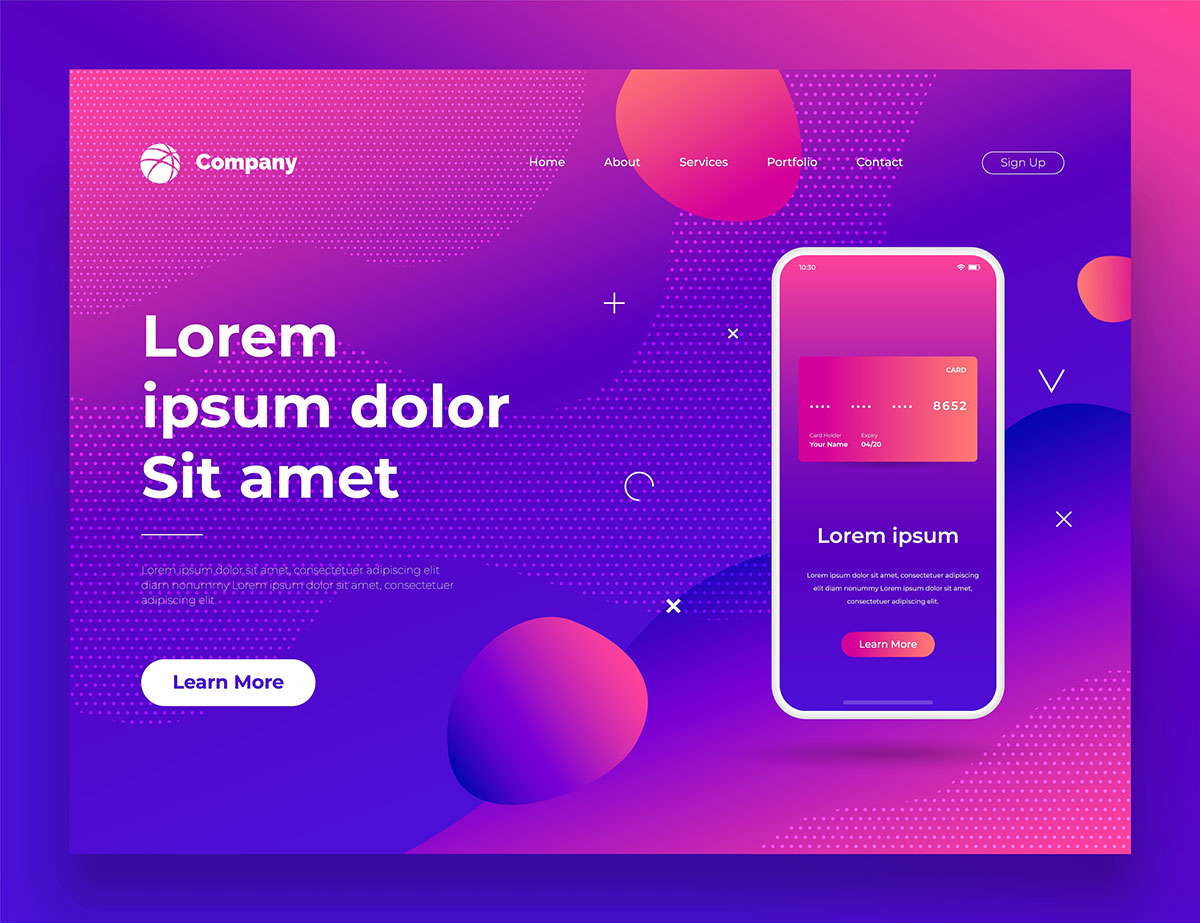 Company
Home About Services Portfolio Contact Sign Up
Lorem
ipsum dolor
Sit amet
Lorem ipsum dolor sit amet, consectetuer adipiscing elit
diam nonummy Lorem ipsum dolor sit amet, consectetuer
adipiscing elit.
Learn More
10:30
CARD
•••• •••• •••• 8652
Card Holder Expiry
Your Name 04/20
Lorem ipsum
Lorem ipsum dolor sit amet, consectetuer adipiscing
elit diam nonummy Lorem ipsum dolor sit amet,
consectetuer adipiscing elit.
Learn More